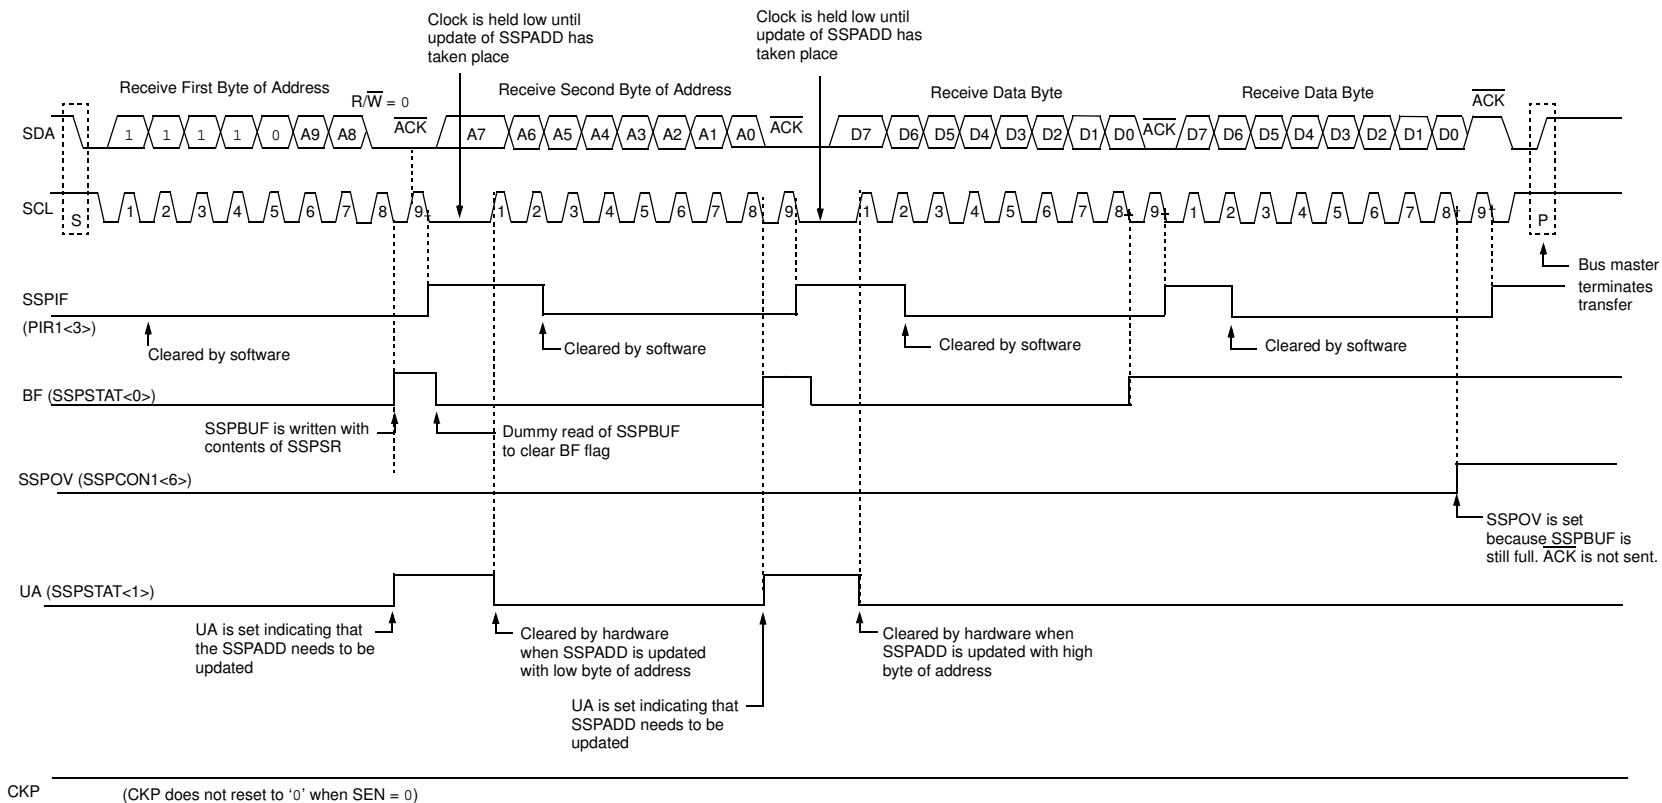 Clock is held low until
update of SSPADD has
taken place
Clock is held low until
update of SSPADD has
taken place
Receive First Byte of Address
R/W = 0
ACK
Receive Second Byte of Address
ACK
Receive Data Byte
ACK
Receive Data Byte
ACK
SDA
1 1 1 1 0 A9 A8
A7 A6 A5 A4 A3 A2 A1 A0
D7 D6 D5 D4 D3 D2 D1 D0
D7 D6 D5 D4 D3 D2 D1 D0
SCL
S
1 2 3 4 5 6 7 8 9
1 2 3 4 5 6 7 8 9
1 2 3 4 5 6 7 8 9
1 2 3 4 5 6 7 8 9
P
Bus master
terminates
transfer
SSPIF
(PIR1<3>)
Cleared by software
Cleared by software
Cleared by software
Cleared by software
BF (SSPSTAT<0>)
SSPBUF is written with
contents of SSPSR
Dummy read of SSPBUF
to clear BF flag
SSPOV (SSPCON1<6>)
SSPOV is set
because SSPBUF is
still full. ACK is not sent.
UA (SSPSTAT<1>)
UA is set indicating that
the SSPADD needs to be
updated
Cleared by hardware
when SSPADD is updated
with low byte of address
UA is set indicating that
SSPADD needs to be
updated
Cleared by hardware when
SSPADD is updated with high
byte of address
CKP
(CKP does not reset to ‘0’ when SEN = 0)